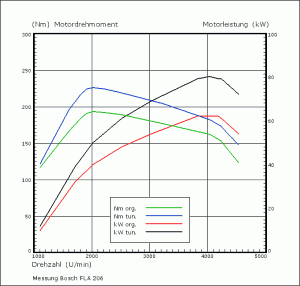 (Nm) Motordrehmoment
Motorleistung (kW)
300
100
250
80
200
60
150
40
100
20
50
0
0
Nm org.
Nm tun.
kW org.
kW tun.
1000
2000
3000
4000
5000
Drehzahl (U/min)
Messung Bosch FLA 206